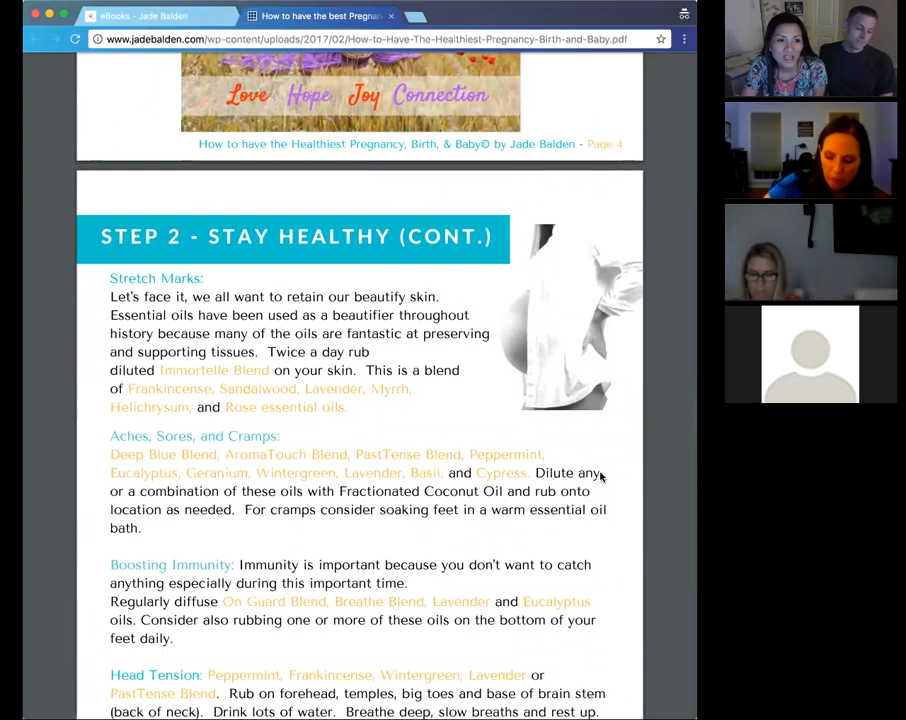 eBooks - Jade Balden
How to have the best Pregnan
www.jadebalden.com/wp-content/uploads/2017/02/How-to-Have-The-Healthiest-Pregnancy-Birth-and-Baby.pdf
Love Hope Joy Connection
How to have the Healthiest Pregnancy, Birth, & Baby© by Jade Balden - Page 4
STEP 2 - STAY HEALTHY (CONT.)
Stretch Marks:
Let's face it, we all want to retain our beautify skin.
Essential oils have been used as a beautifier throughout
history because many of the oils are fantastic at preserving
and supporting tissues. Twice a day rub
diluted Immortelle Blend on your skin. This is a blend
of Frankincense, Sandalwood, Lavender, Myrrh,
Helichrysum, and Rose essential oils.
Aches, Sores, and Cramps:
Deep Blue Blend, AromaTouch Blend, PastTense Blend, Peppermint,
Eucalyptus, Geranium, Wintergreen, Lavender, Basil, and Cypress. Dilute any
or a combination of these oils with Fractionated Coconut Oil and rub onto
location as needed. For cramps consider soaking feet in a warm essential oil
bath.
Boosting Immunity: Immunity is important because you don't want to catch
anything especially during this important time.
Regularly diffuse On Guard Blend, Breathe Blend, Lavender and Eucalyptus
oils. Consider also rubbing one or more of these oils on the bottom of your
feet daily.
Head Tension: Peppermint, Frankincense, Wintergreen, Lavender or
PastTense Blend. Rub on forehead, temples, big toes and base of brain stem
(back of neck). Drink lots of water. Breathe deep, slow breaths and rest up.